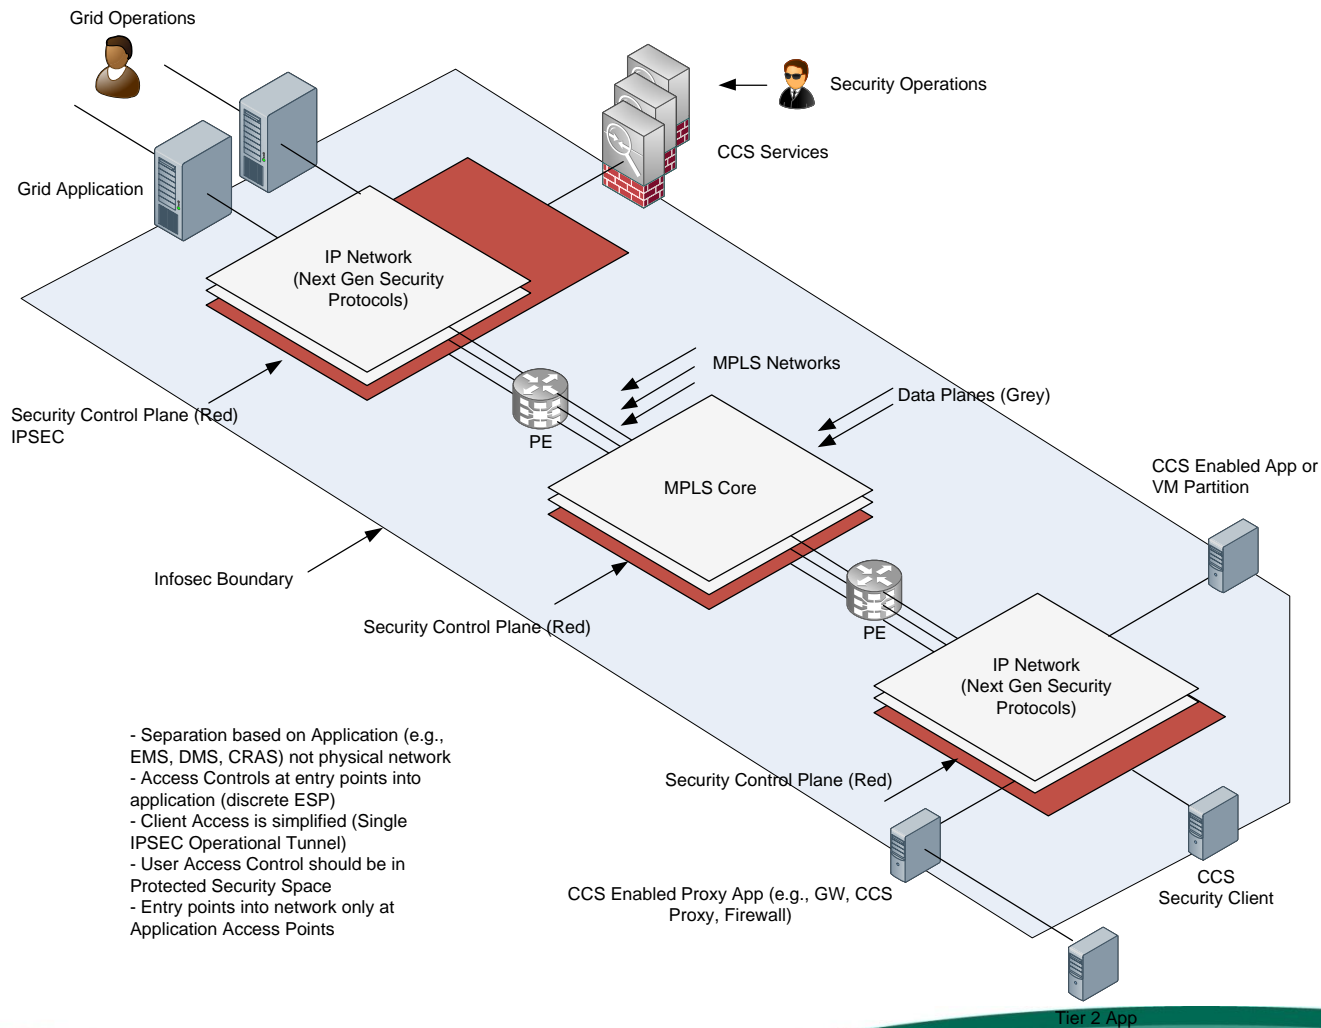 Grid Operations
Security Operations
CCS Services
Grid Application
IP Network
(Next Gen Security
Protocols)
MPLS Networks
Data Planes (Grey)
Security Control Plane (Red)
IPSEC
PE
CCS Enabled App or
VM Partition
MPLS Core
Infosec Boundary
Security Control Plane (Red)
PE
IP Network
(Next Gen Security
Protocols)
- Separation based on Application (e.g.,
EMS, DMS, CRAS) not physical network
- Access Controls at entry points into
application (discrete ESP)
- Client Access is simplified (Single
IPSEC Operational Tunnel)
- User Access Control should be in
Protected Security Space
- Entry points into network only at
Application Access Points
Security Control Plane (Red)
CCS Enabled Proxy App (e.g., GW, CCS
Proxy, Firewall)
CCS
Security Client
Tier 2 App